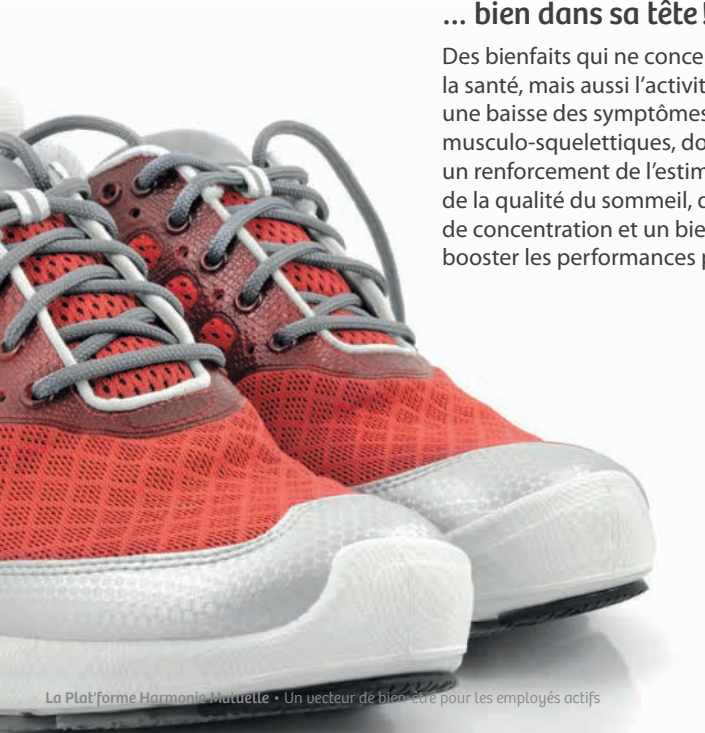 ... bien dans sa tête !
Des bienfaits qui ne conce
la santé, mais aussi l’activit
une baisse des symptômes
musculo-squelettiques, do
un renforcement de l’estim
de la qualité du sommeil,
de concentration et un bie
booster les performances
La Plat’forme Harmonie Mutuelle • Un vecteur de bien-être pour les employés actifs